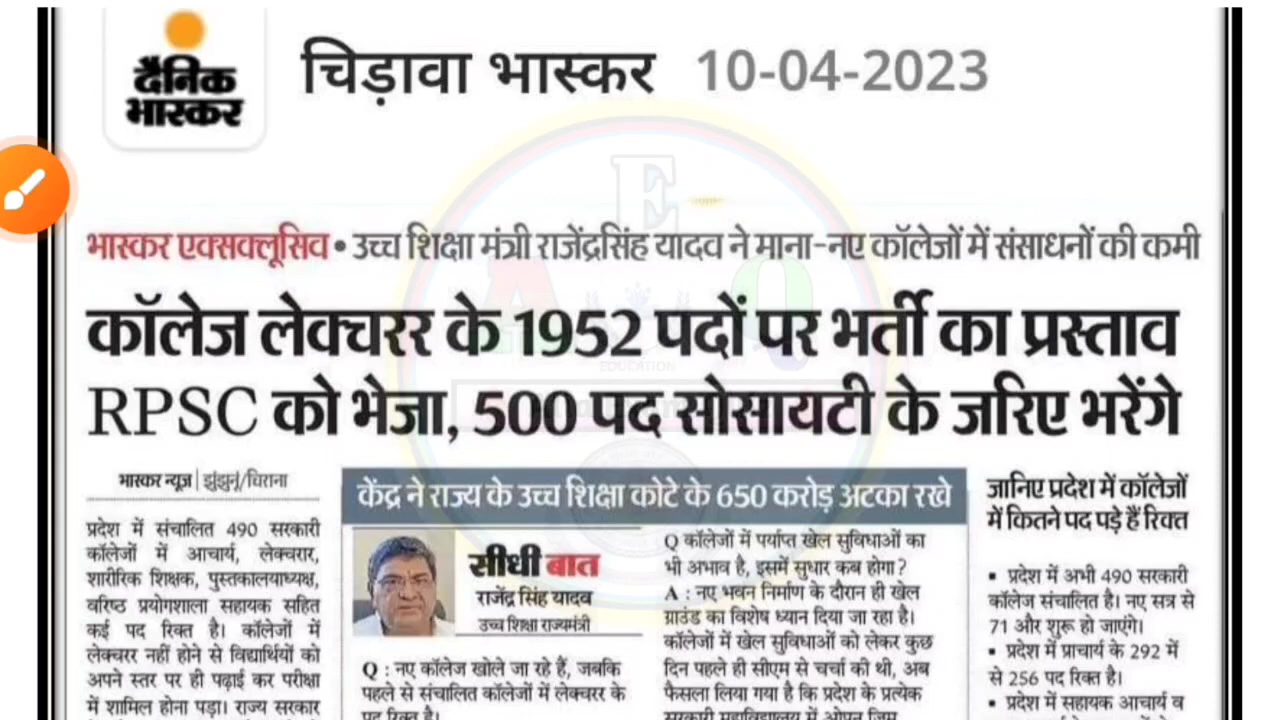 दैनिक
भास्कर
चिड़ावा भास्कर 10-04-2023
भास्कर एक्सक्लूसिव • उच्च शिक्षा मंत्री राजेंद्रसिंह यादव ने माना-नए कॉलेजों में संसाधनों की कमी
कॉलेज लेक्चरर के 1952 पदों पर भर्ती का प्रस्ताव
RPSC को भेजा, 500 पद सोसायटी के जरिए भरेंगे
भास्कर न्यूज | झुंझुनूं/चिराना
प्रदेश में संचालित 490 सरकारी
कॉलेजों में आचार्य, लेक्चरार,
शारीरिक शिक्षक, पुस्तकालयाध्यक्ष,
वरिष्ठ प्रयोगशाला सहायक सहित
कई पद रिक्त है। कॉलेजों में
लेक्चरर नहीं होने से विद्यार्थियों को
अपने स्तर पर ही पढ़ाई कर परीक्षा
में शामिल होना पड़ा। राज्य सरकार
केंद्र ने राज्य के उच्च शिक्षा कोटे के 650 करोड़ अटका रखे
सीधी बात
राजेंद्र सिंह यादव
उच्च शिक्षा राज्यमंत्री
Q : नए कॉलेज खोले जा रहे हैं, जबकि
पहले से संचालित कॉलेजों में लेक्चरर के
पद रिक्त है।
Q कॉलेजों में पर्याप्त खेल सुविधाओं का
भी अभाव है, इसमें सुधार कब होगा?
A : नए भवन निर्माण के दौरान ही खेल
ग्राउंड का विशेष ध्यान दिया जा रहा है।
कॉलेजों में खेल सुविधाओं को लेकर कुछ
दिन पहले ही सीएम से चर्चा की थी, अब
फैसला लिया गया है कि प्रदेश के प्रत्येक
सरकारी महाविद्यालय में ओपन जिम
जानिए प्रदेश में कॉलेजों
में कितने पद पड़े हैं रिक्त
▪ प्रदेश में अभी 490 सरकारी
कॉलेज संचालित है। नए सत्र से
71 और शुरू हो जाएंगे।
▪ प्रदेश में प्राचार्य के 292 में
से 256 पद रिक्त है।
▪ प्रदेश में सहायक आचार्य व
E
A
Q
EDUCATION